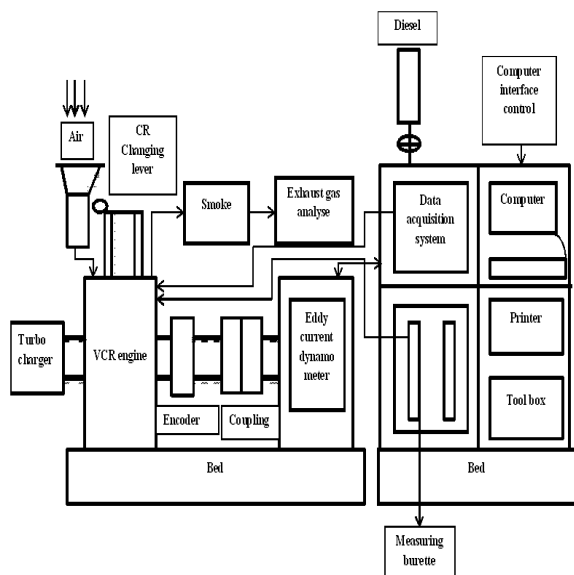 Diesel
Computer
interface
control
Air
CR
Changing
lever
Smoke
Exhaust gas
analyse
Data
acquisition
system
Computer
Turbo
charger
VCR engine
Eddy
current
dynamo
meter
Printer
Encoder
Coupling
Tool box
Bed
Bed
Measuring
burette